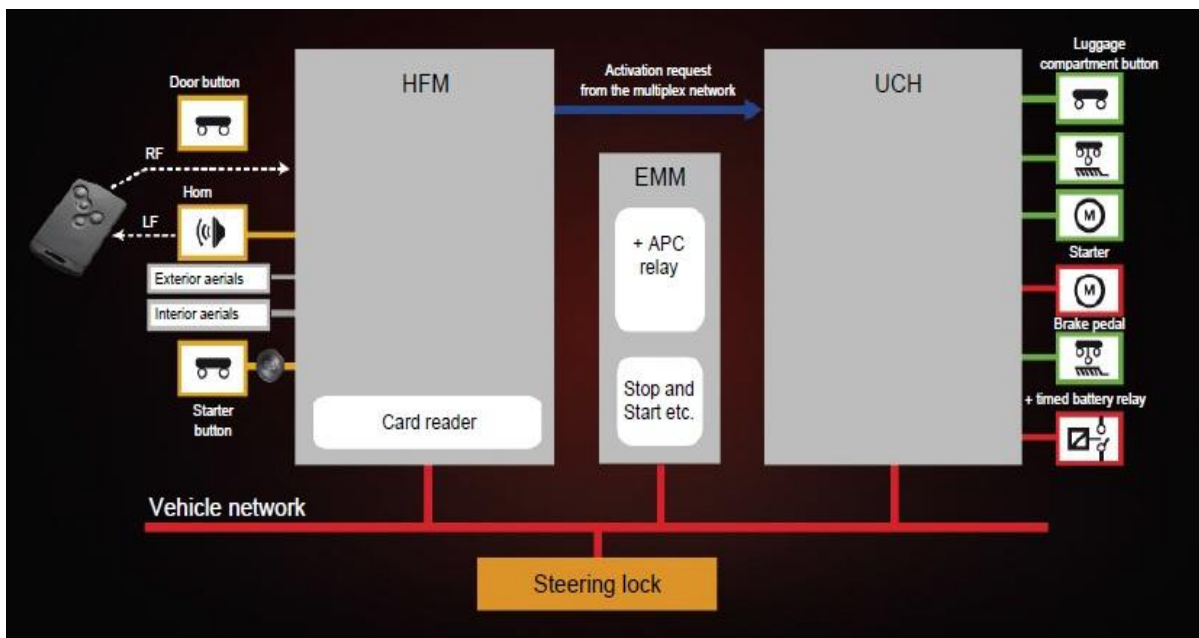 Door button
RF
Horn
LF
Exterior aerials
Interior aerials
Starter
button
HFM
Card reader
Activation request
from the multiplex network
EMM
+ APC
relay
Stop and
Start etc.
UCH
Luggage
compartment button
M
Starter
M
Brake pedal
+ timed battery relay
Vehicle network
Steering lock